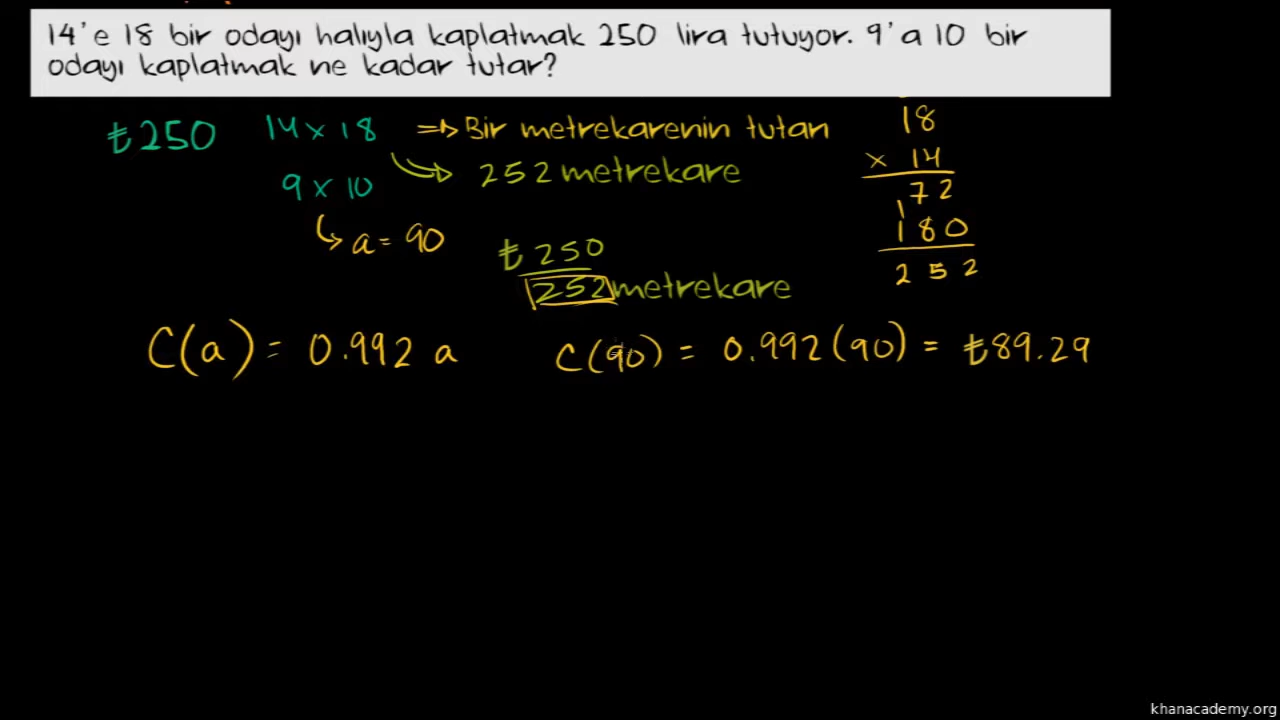 14'e 18 bir odayı halıyla kaplatmak 250 lira tutuyor. 9'a 10 bir
odayı kaplatmak ne kadar tutar?
₺250 14 x 18 => Bir metrekarenin tutarı
252 metrekare
9 x 10
a = 90
₺250
252 metrekare
18
x 14
72
1
180
252
C(a) = 0.992 a
C(90) = 0.992(90) = ₺89.29
khanacademy.org